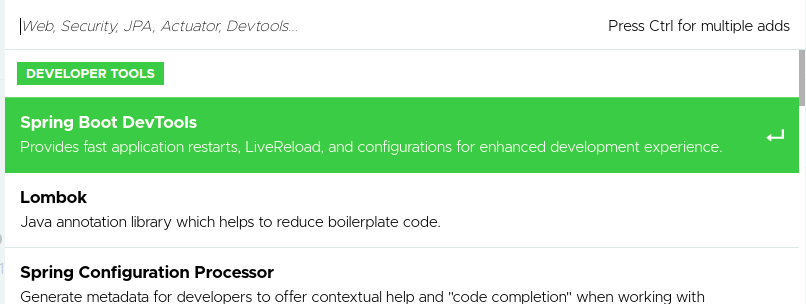 Web, Security, JPA, Actuator, Devtools...
Press Ctrl for multiple adds
DEVELOPER TOOLS
Spring Boot DevTools
Provides fast application restarts, LiveReload, and configurations for enhanced development experience.
Lombok
Java annotation library which helps to reduce boilerplate code.
Spring Configuration Processor
Generate metadata for developers to offer contextual help and "code completion" when working with